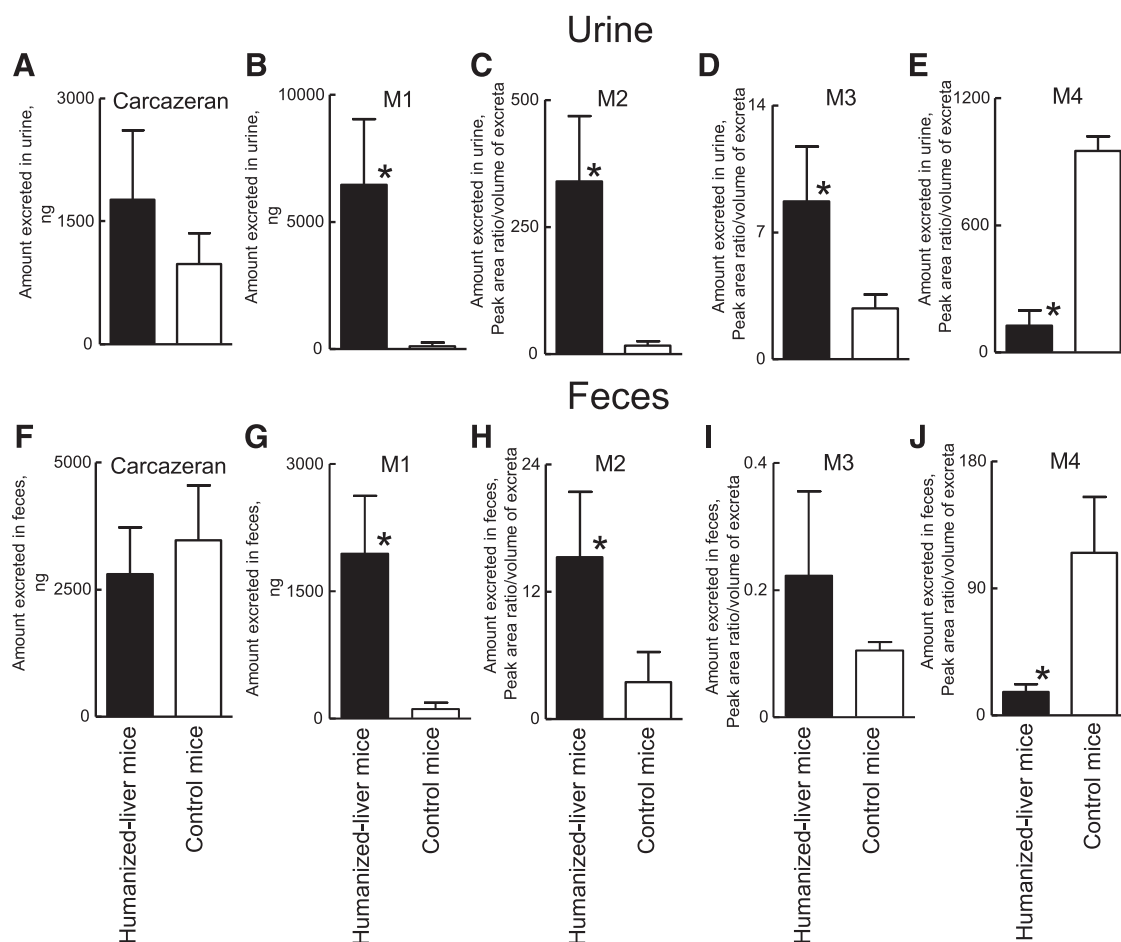 Urine
A
Carcazeran
Amount excreted in urine,
ng
3000
1500
0
B
M1
Amount excreted in urine,
ng
10000
5000
0
*
C
M2
Amount excreted in urine,
Peak area ratio/volume of excreta
500
250
0
*
D
M3
Amount excreted in urine,
Peak area ratio/volume of excreta
14
7
0
*
E
M4
Amount excreted in urine,
Peak area ratio/volume of excreta
1200
600
0
*
Feces
F
Carcazeran
Amount excreted in feces,
ng
5000
2500
0
Humanized-liver mice
Control mice
G
M1
Amount excreted in feces,
ng
3000
1500
0
*
Humanized-liver mice
Control mice
H
M2
Amount excreted in feces,
Peak area ratio/volume of excreta
24
12
0
*
Humanized-liver mice
Control mice
I
M3
Amount excreted in feces,
Peak area ratio/volume of excreta
0.4
0.2
0
Humanized-liver mice
Control mice
J
M4
Amount excreted in feces,
Peak area ratio/volume of excreta
180
90
0
*
Humanized-liver mice
Control mice